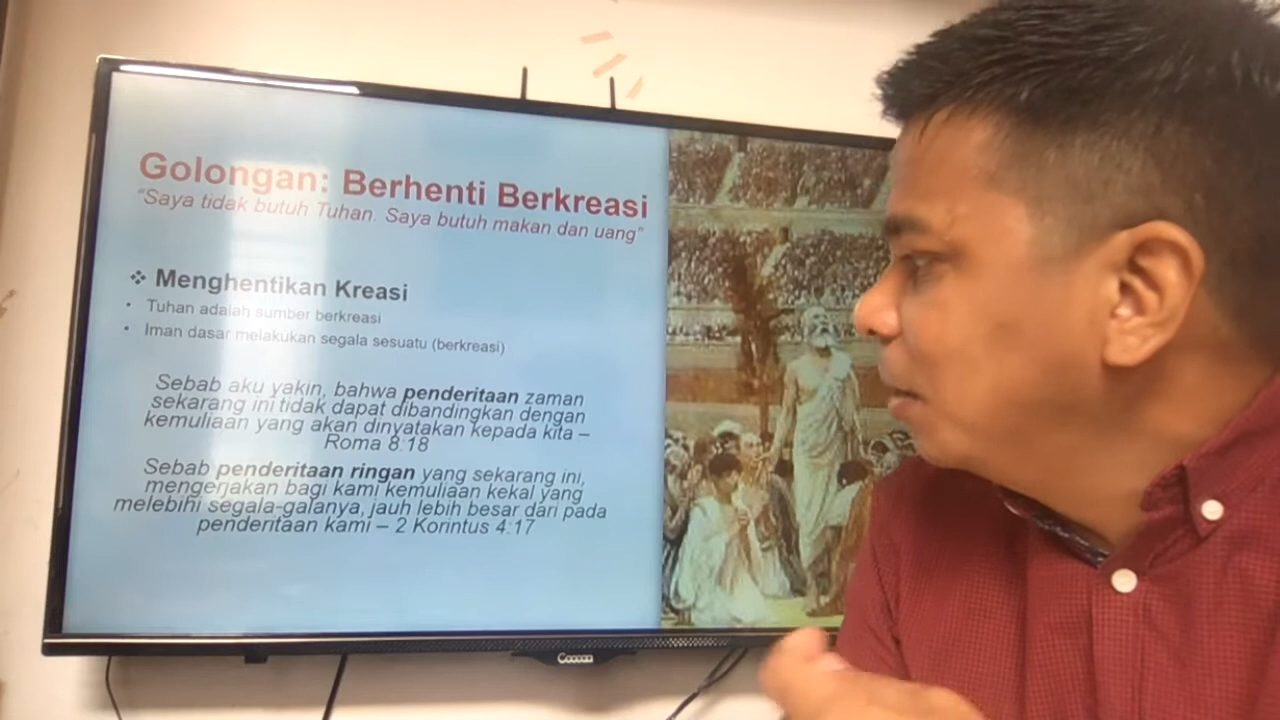 Golongan: Berhenti Berkreasi
"Saya tidak butuh Tuhan. Saya butuh makan dan uang"
❖ Menghentikan Kreasi
• Tuhan adalah sumber berkreasi
• Iman dasar melakukan segala sesuatu (berkreasi)
Sebab aku yakin, bahwa penderitaan zaman
sekarang ini tidak dapat dibandingkan dengan
kemuliaan yang akan dinyatakan kepada kita –
Roma 8:18
Sebab penderitaan ringan yang sekarang ini,
mengerjakan bagi kami kemuliaan kekal yang
melebihi segala-galanya, jauh lebih besar dari pada
penderitaan kami – 2 Korintus 4:17
Coocaa